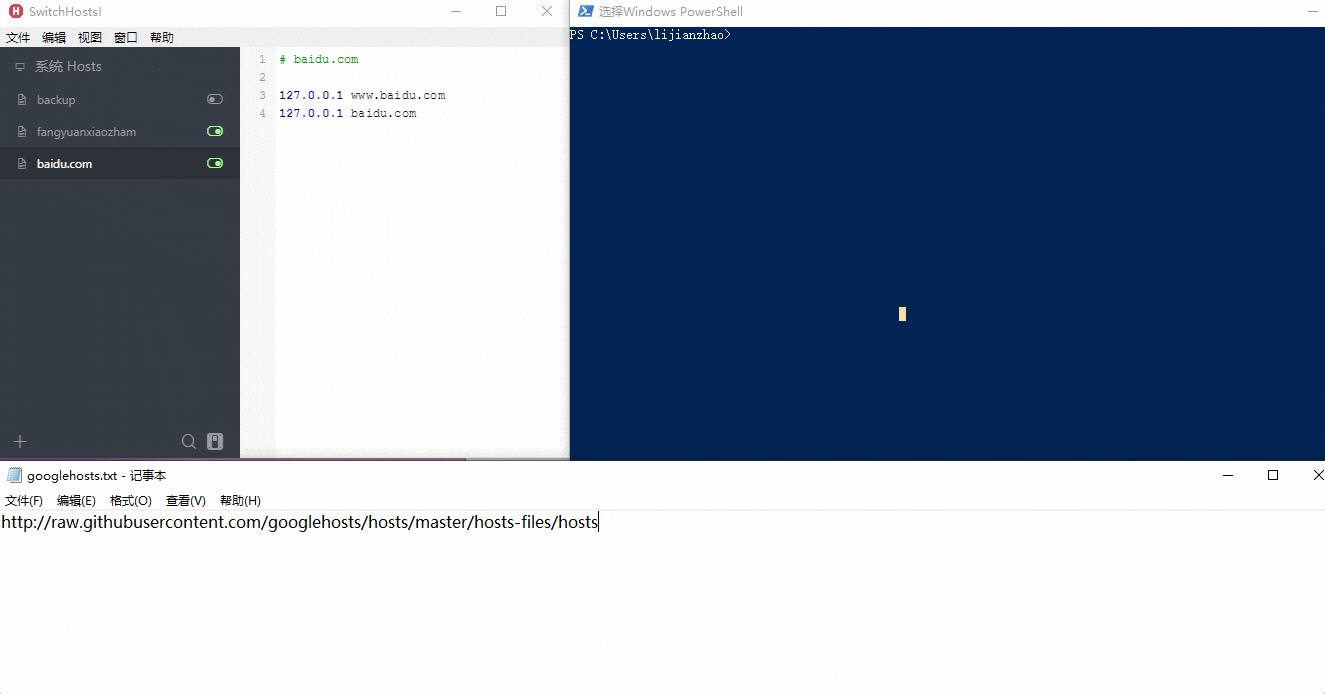 SwitchHosts!
文件 编辑 视图 窗口 帮助
系统 Hosts
backup
fangyuanxiaozham
baidu.com
1 # baidu.com
2
3 127.0.0.1 www.baidu.com
4 127.0.0.1 baidu.com
选择Windows PowerShell
PS C:\Users\lijianzhao>
googlehosts.txt - 记事本
文件(F) 编辑(E) 格式(O) 查看(V) 帮助(H)
http://raw.githubusercontent.com/googlehosts/hosts/master/hosts-files/hosts